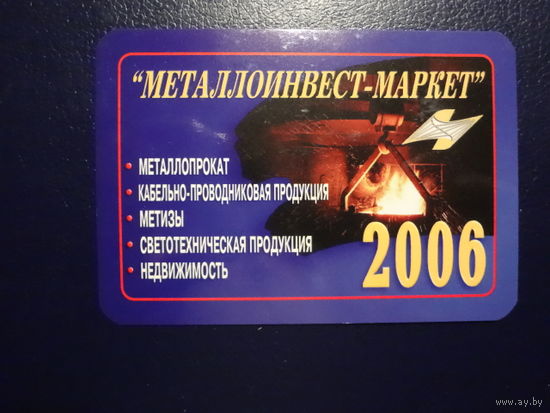 “МЕТАЛЛОИНВЕСТ-МАРКЕТ”
• МЕТАЛЛОПРОКАТ
• КАБЕЛЬНО-ПРОВОДНИКОВАЯ ПРОДУКЦИЯ
• МЕТИЗЫ
• СВЕТОТЕХНИЧЕСКАЯ ПРОДУКЦИЯ
• НЕДВИЖИМОСТЬ
2006
© www.ay.by